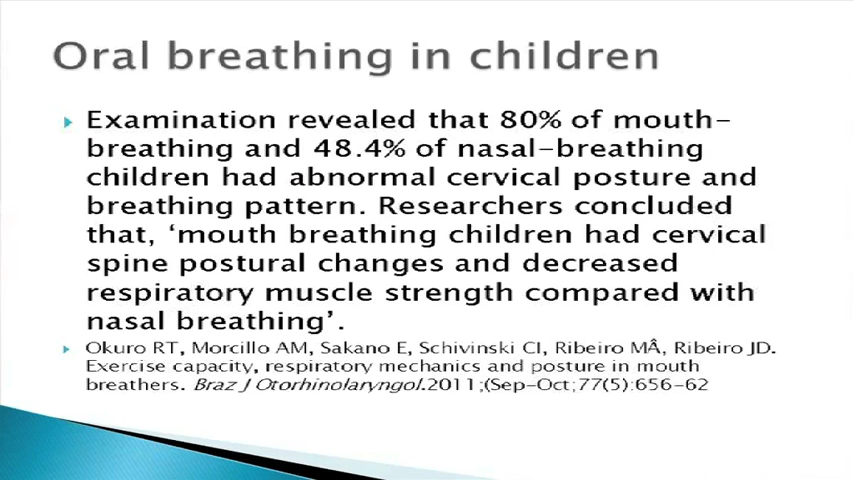 Oral breathing in children
Examination revealed that 80% of mouth-
breathing and 48.4% of nasal-breathing
children had abnormal cervical posture and
breathing pattern. Researchers concluded
that, ‘mouth breathing children had cervical
spine postural changes and decreased
respiratory muscle strength compared with
nasal breathing’.
Okuro RT, Morcillo AM, Sakano E, Schivinski CI, Ribeiro MÂ, Ribeiro JD.
Exercise capacity, respiratory mechanics and posture in mouth
breathers. Braz J Otorhinolaryngol.2011;(Sep-Oct;77(5):656-62